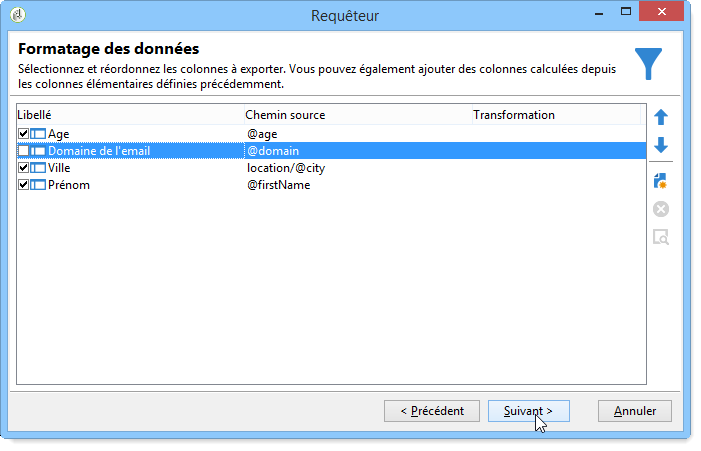 Requêteur
Formatage des données
Sélectionnez et réordonnez les colonnes à exporter. Vous pouvez également ajouter des colonnes calculées depuis
les colonnes élémentaires définies précédemment.
Libellé Chemin source Transformation
Age @age
Domaine de l'email @domain
Ville location/@city
Prénom @firstName
< Précédent Suivant > Annuler